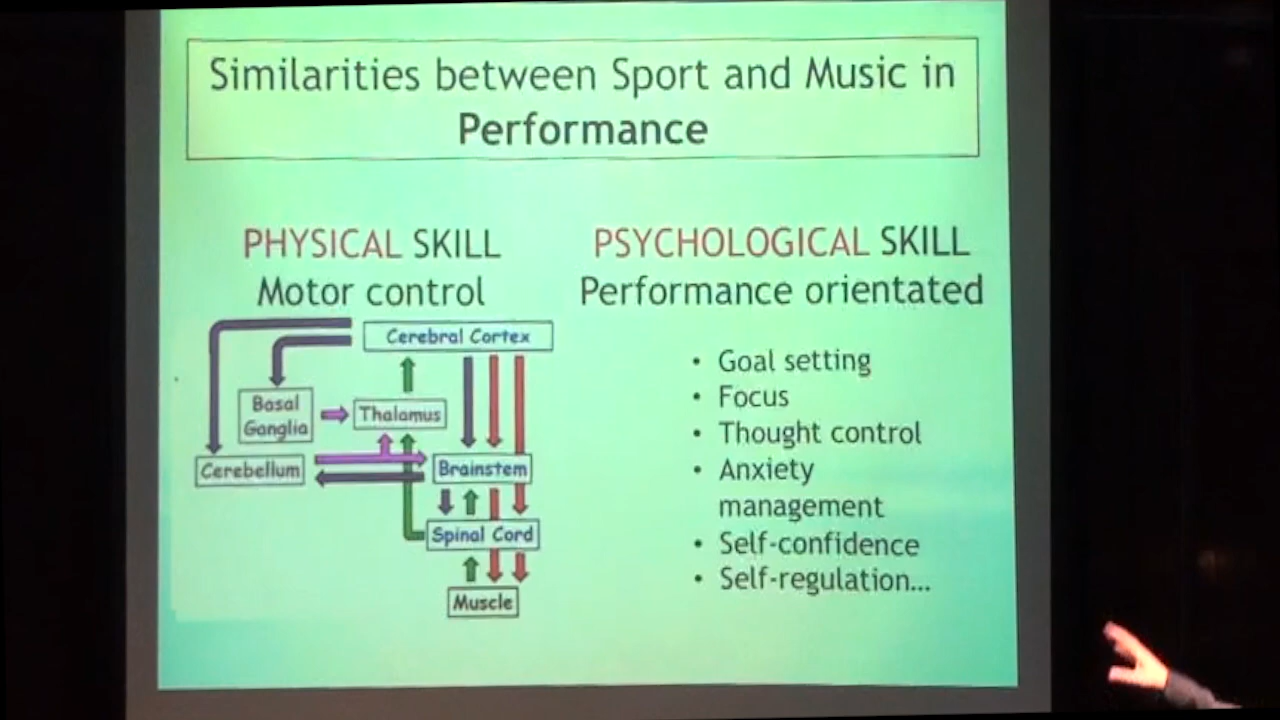 Similarities between Sport and Music in
Performance
PHYSICAL SKILL
Motor control
Cerebral Cortex
Basal
Ganglia
Thalamus
Cerebellum
Brainstem
Spinal Cord
Muscle
PSYCHOLOGICAL SKILL
Performance orientated
• Goal setting
• Focus
• Thought control
• Anxiety
management
• Self-confidence
• Self-regulation...